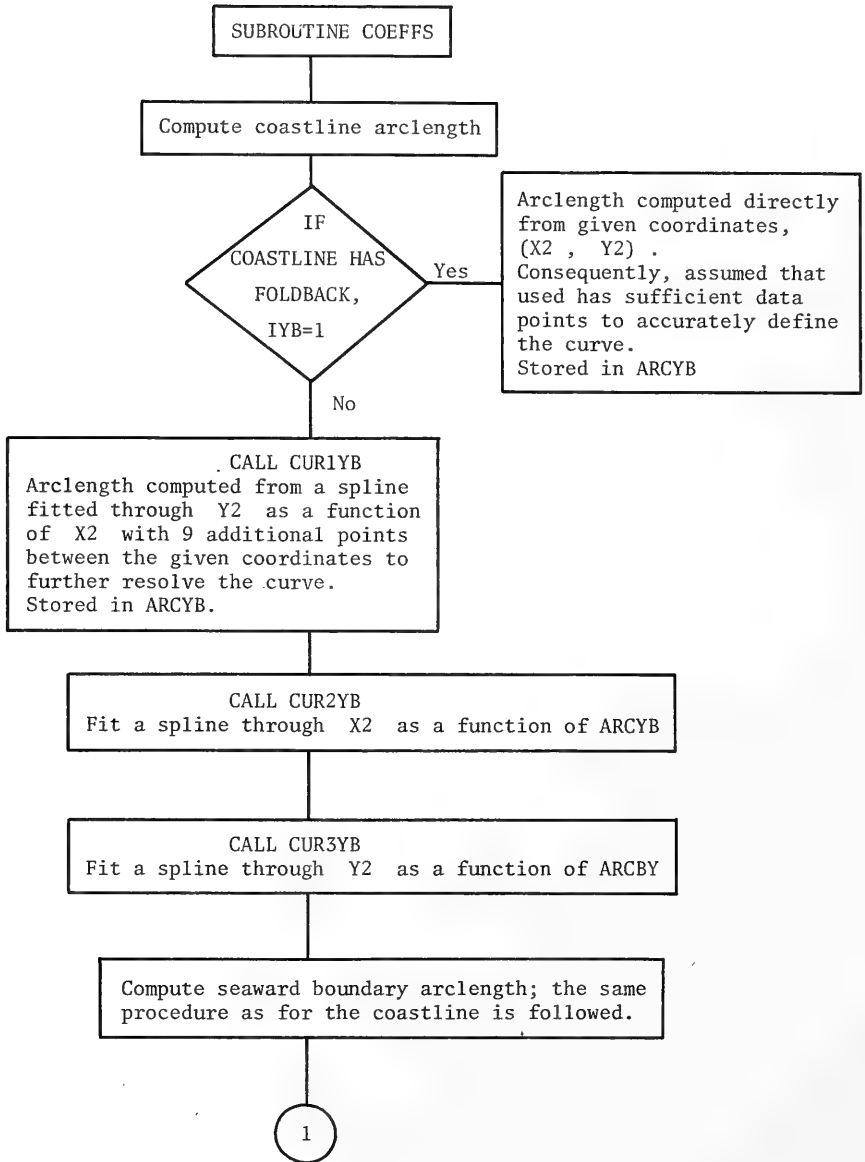 SUBROUTINE COEFFS
Compute coastline arclength
IF
COASTLINE HAS
FOLDBACK,
IYB=1
Yes
Arclength computed directly
from given coordinates,
(X2 , Y2) .
Consequently, assumed that
used has sufficient data
points to accurately define
the curve.
Stored in ARCYB
No
CALL CUR1YB
Arclength computed from a spline
fitted through Y2 as a function
of X2 with 9 additional points
between the given coordinates to
further resolve the curve.
Stored in ARCYB.
CALL CUR2YB
Fit a spline through X2 as a function of ARCYB
CALL CUR3YB
Fit a spline through Y2 as a function of ARCBY
Compute seaward boundary arclength; the same
procedure as for the coastline is followed.
1